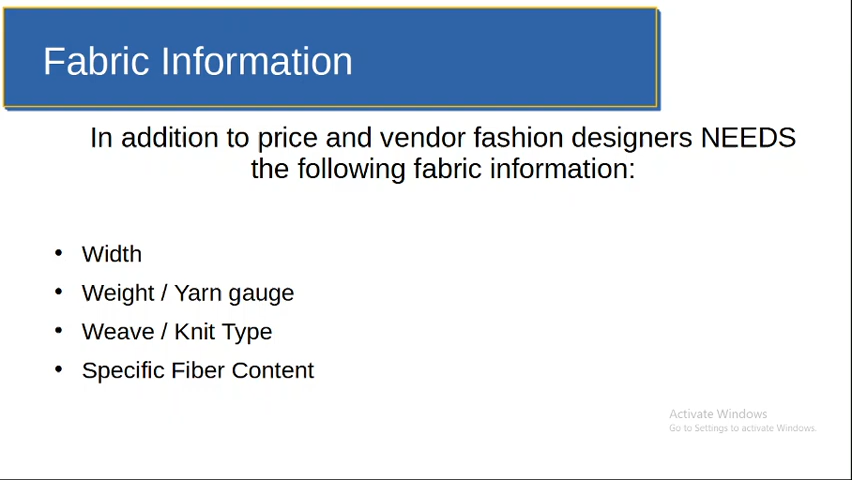 Fabric Information
In addition to price and vendor fashion designers NEEDS
the following fabric information:
• Width
• Weight / Yarn gauge
• Weave / Knit Type
• Specific Fiber Content
Activate Windows
Go to Settings to activate Windows.